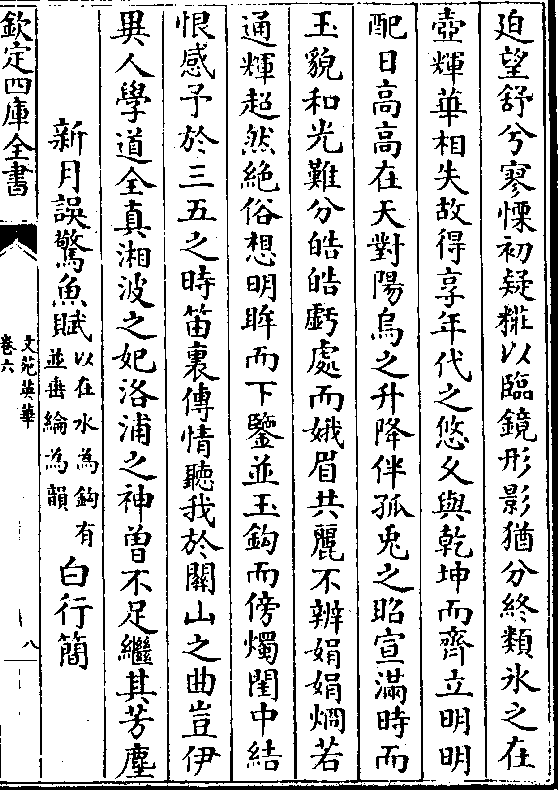 廹望舒兮寥慄初疑糚以臨鏡形影猶分終類氷之在
壺輝華相失故得享年代之悠久與乾坤而齊立明明
配日高高在天對陽烏之升降伴孤兎之昭宣滿時而
玉貌和光難分皓皓虧處而娥眉共麗不辨娟娟烱若
通輝超然絶俗想明眸而下鑒並玉鈎而傍燭閨中結
恨感予於三五之時笛裏傳情聽我於關山之曲豈伊
異人學道全真湘波之妃洛浦之神曾不足繼其芳塵
新月誤驚魚賦
以在水為鈎有
並垂綸為韻
白行簡
欽定四庫全書
文苑英華
卷六
八